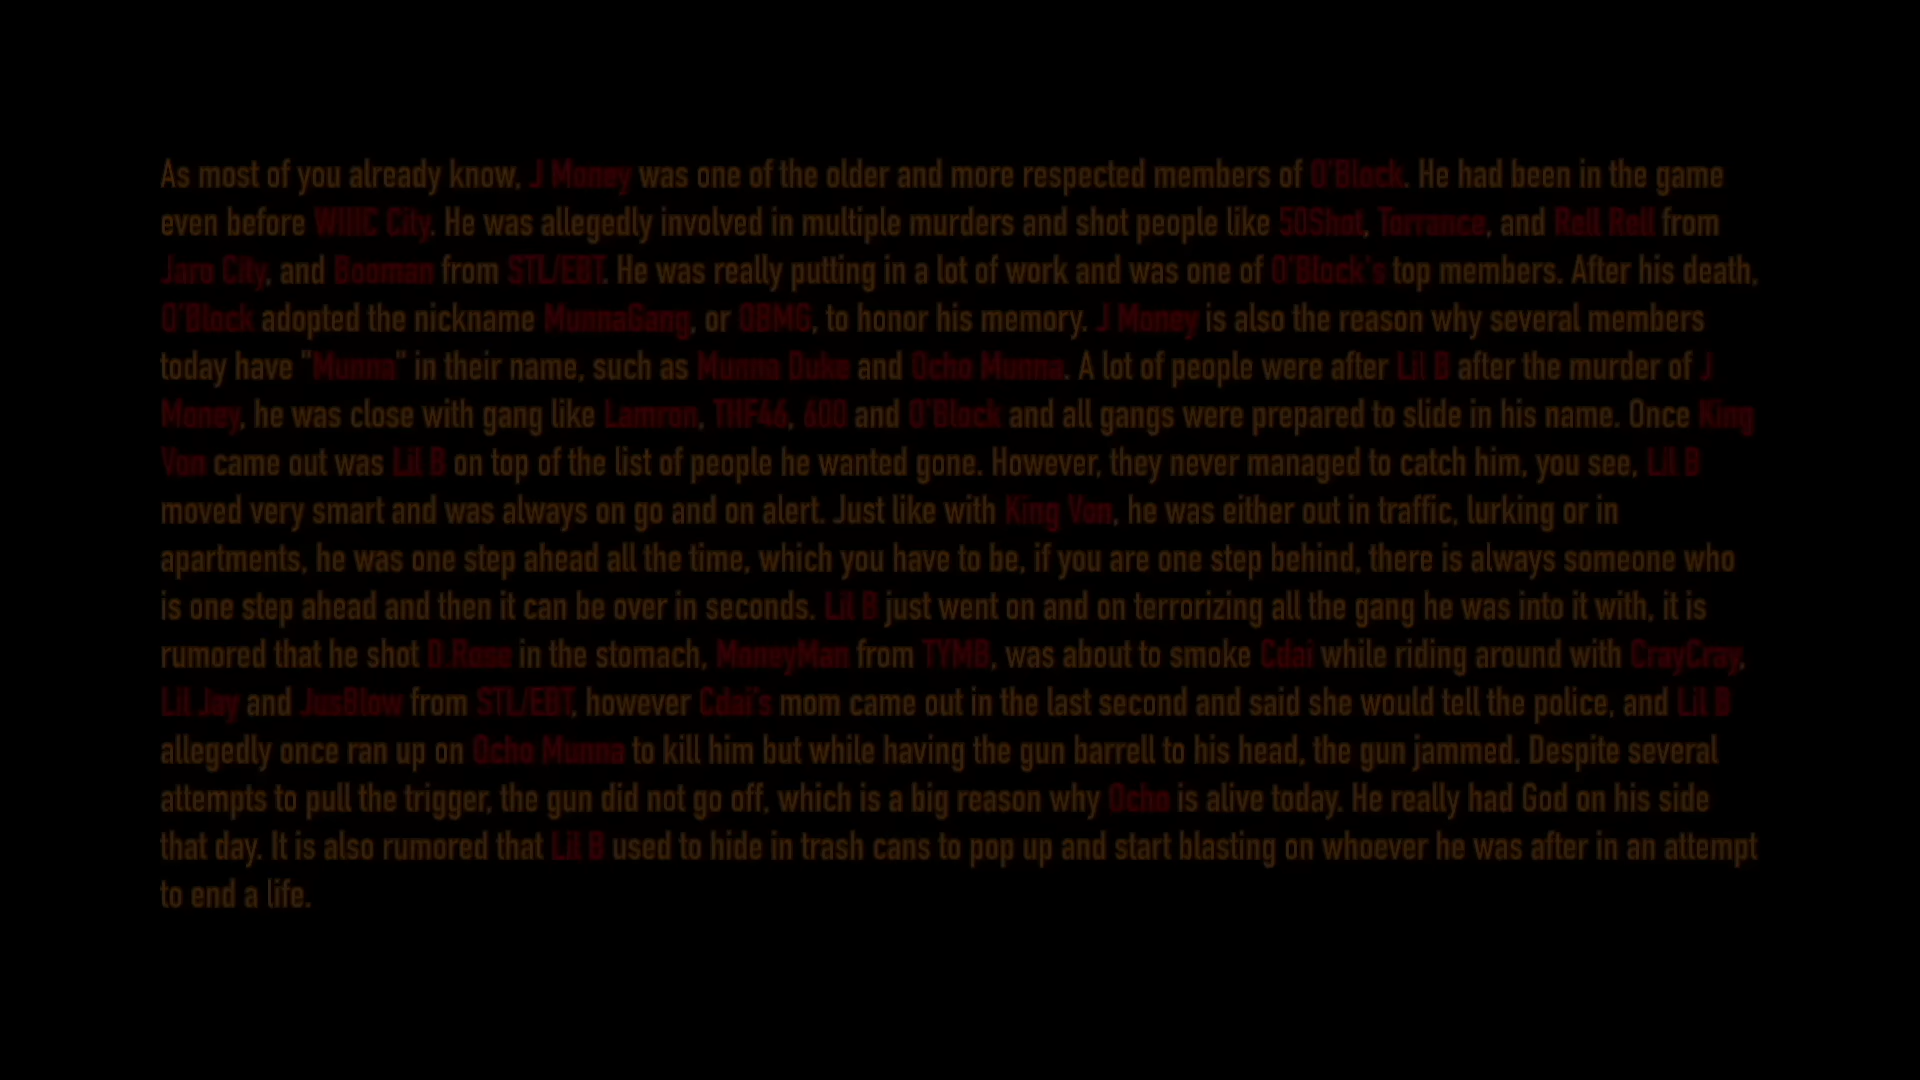 As most of you already know, J Money was one of the older and more respected members of O'Block. He had been in the game
even before WIIIC City. He was allegedly involved in multiple murders and shot people like 50Shot, Torrance, and Rell Rell from
Jaro City, and Booman from STL/EBT. He was really putting in a lot of work and was one of O'Block's top members. After his death,
O'Block adopted the nickname MunnaGang, or OBMG, to honor his memory. J Money is also the reason why several members
today have "Munna" in their name, such as Munna Duke and Ocho Munna. A lot of people were after Lil B after the murder of J
Money, he was close with gang like Lamron, THF46, 600 and O'Block and all gangs were prepared to slide in his name. Once King
Von came out was Lil B on top of the list of people he wanted gone. However, they never managed to catch him, you see, Lil B
moved very smart and was always on go and on alert. Just like with King Von, he was either out in traffic, lurking or in
apartments, he was one step ahead all the time, which you have to be, if you are one step behind, there is always someone who
is one step ahead and then it can be over in seconds. Lil B just went on and on terrorizing all the gang he was into it with, it is
rumored that he shot D.Rose in the stomach, MoneyMan from TYMB, was about to smoke Cdai while riding around with CrayCray,
Lil Jay and JusBlow from STL/EBT, however Cdai's mom came out in the last second and said she would tell the police, and Lil B
allegedly once ran up on Ocho Munna to kill him but while having the gun barrell to his head, the gun jammed. Despite several
attempts to pull the trigger, the gun did not go off, which is a big reason why Ocho is alive today. He really had God on his side
that day. It is also rumored that Lil B used to hide in trash cans to pop up and start blasting on whoever he was after in an attempt
to end a life.